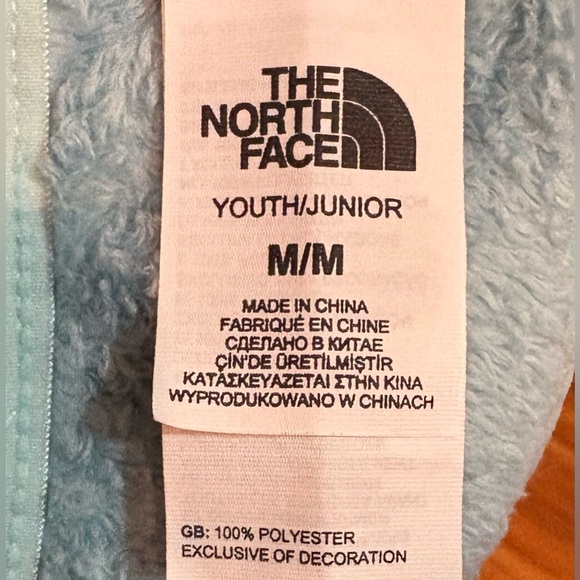 THE
NORTH
FACE
YOUTH/JUNIOR
M/M
MADE IN CHINA
FABRIQUÉ EN CHINE
СДЕЛАНО В КИТАЕ
ÇİN'DE ÜRETİLMİŞTİR
ΚΑΤΑΣΚΕΥΑΖΕΤΑΙ ΣΤΗΝ ΚΙΝΑ
WYPRODUKOWANO W CHINACH
GB: 100% POLYESTER
EXCLUSIVE OF DECORATION